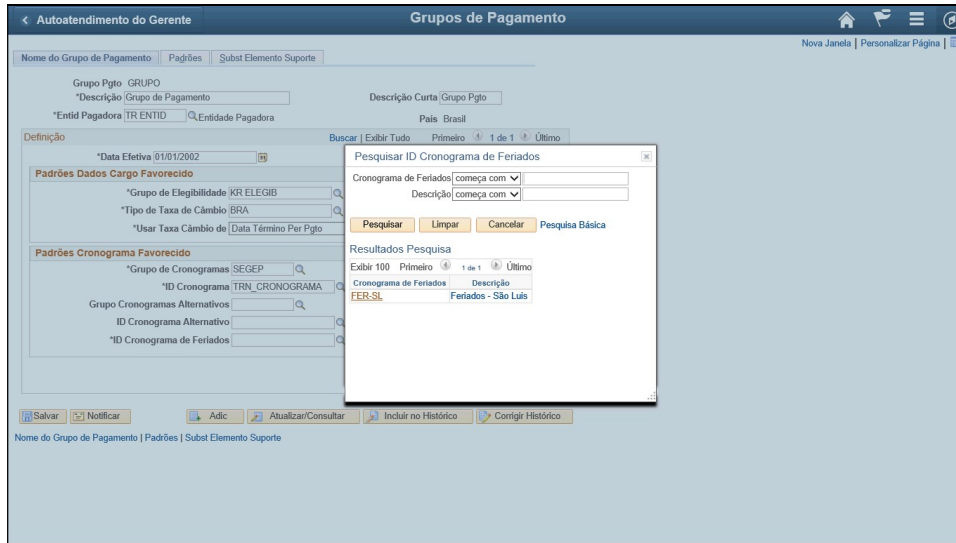 Autoatendimento do Gerente
Grupos de Pagamento
Nova Janela | Personalizar Página |
Nome do Grupo de Pagamento
Padrões
Subst Elemento Suporte
Grupo Pgto GRUPO
*Descrição Grupo de Pagamento
Descrição Curta Grupo Pgto
*Entid Pagadora TR ENTID Entidade Pagadora
País Brasil
Definição
Buscar | Exibir Tudo Primeiro 1 de 1 Último
*Data Efetiva 01/01/2002
Padrões Dados Cargo Favorecido
*Grupo de Elegibilidade KR ELEGIB
*Tipo de Taxa de Câmbio BRA
*Usar Taxa Câmbio de Data Término Per Pgto
Padrões Cronograma Favorecido
*Grupo de Cronogramas SEGEP
*ID Cronograma TRN_CRONOGRAMA
Grupo Cronogramas Alternativos
ID Cronograma Alternativo
*ID Cronograma de Feriados
Pesquisar ID Cronograma de Feriados
Cronograma de Feriados começa com
Descrição começa com
Pesquisar
Limpar
Cancelar
Pesquisa Básica
Resultados Pesquisa
Exibir 100 Primeiro 1 de 1 Último
Cronograma de Feriados Descrição
FER-SL Feriados - São Luis
Salvar
Notificar
Adic
Atualizar/Consultar
Incluir no Histórico
Corrigir Histórico
Nome do Grupo de Pagamento | Padrões | Subst Elemento Suporte